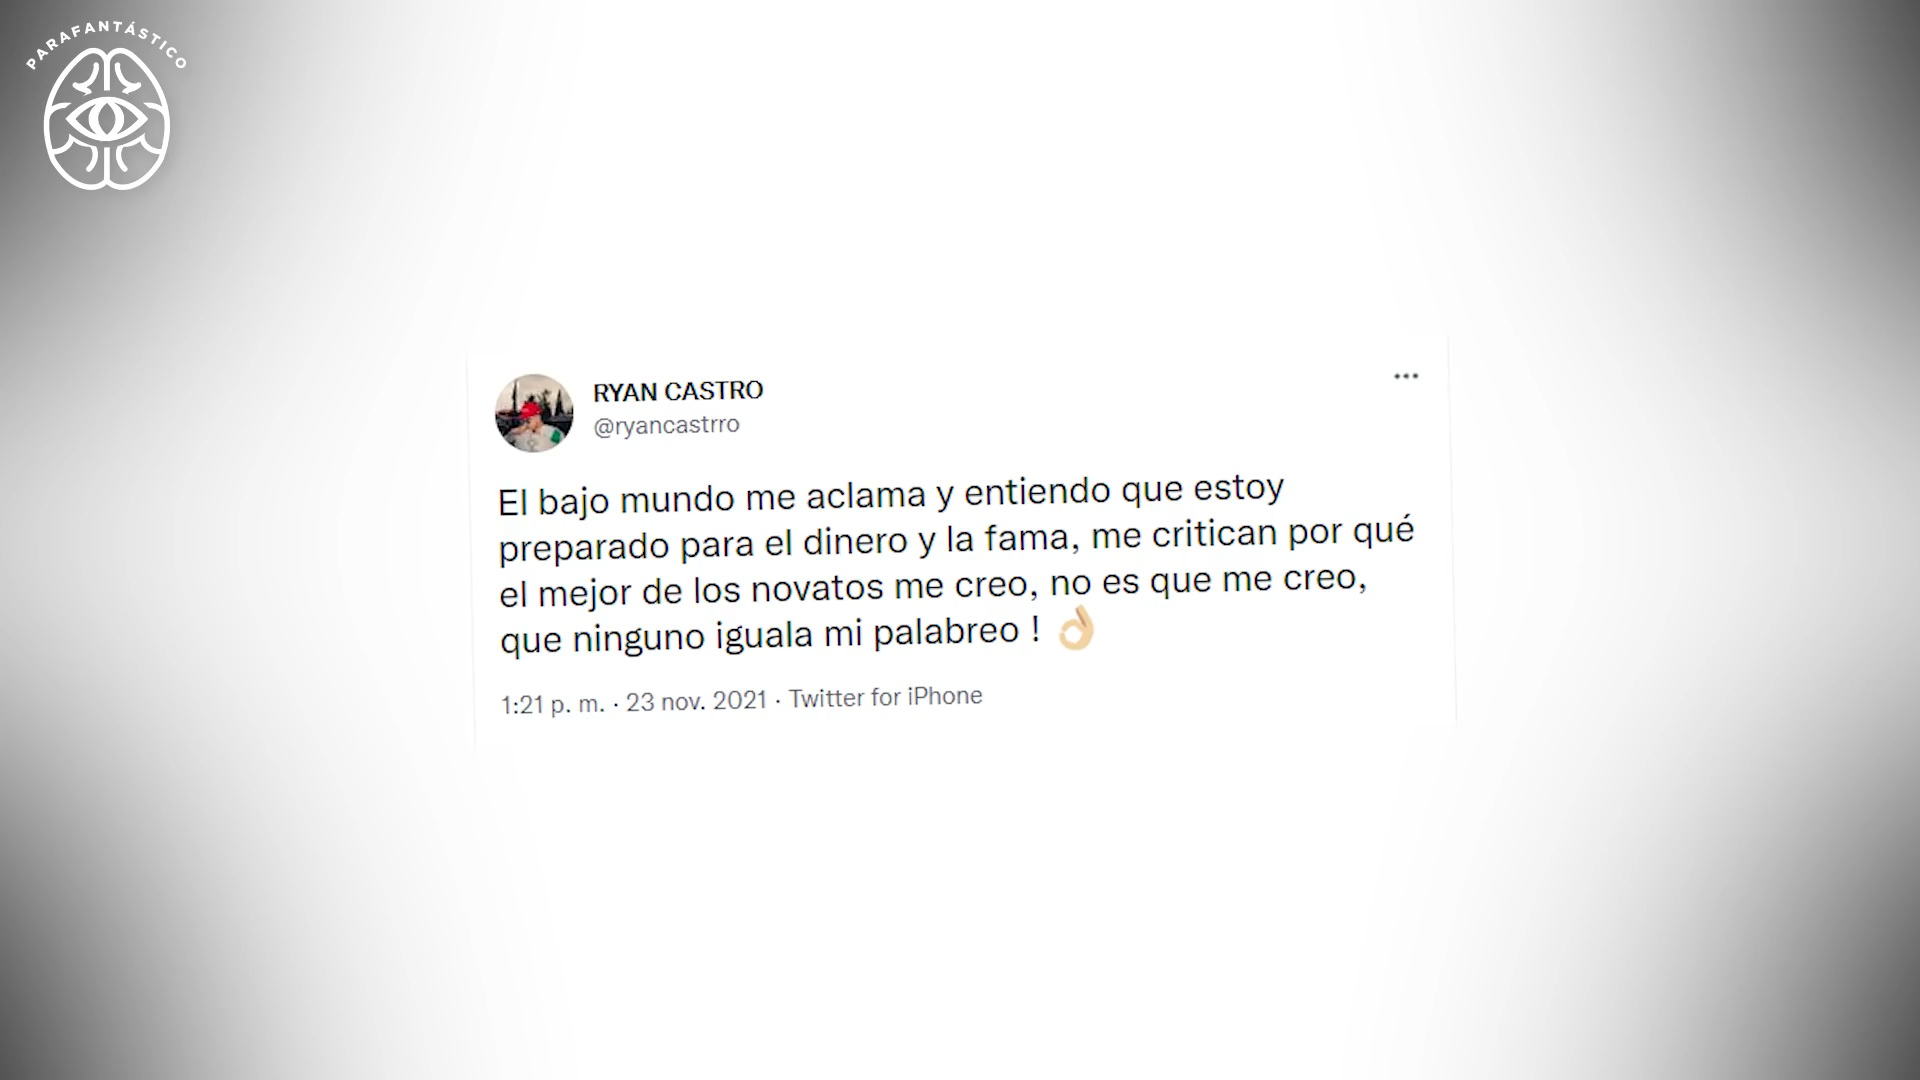 PARAFANTÁSTICO
RYAN CASTRO
@ryancastrro
El bajo mundo me aclama y entiendo que estoy
preparado para el dinero y la fama, me critican por qué
el mejor de los novatos me creo, no es que me creo,
que ninguno iguala mi palabreo ! 👌🏼
1:21 p. m. · 23 nov. 2021 · Twitter for iPhone